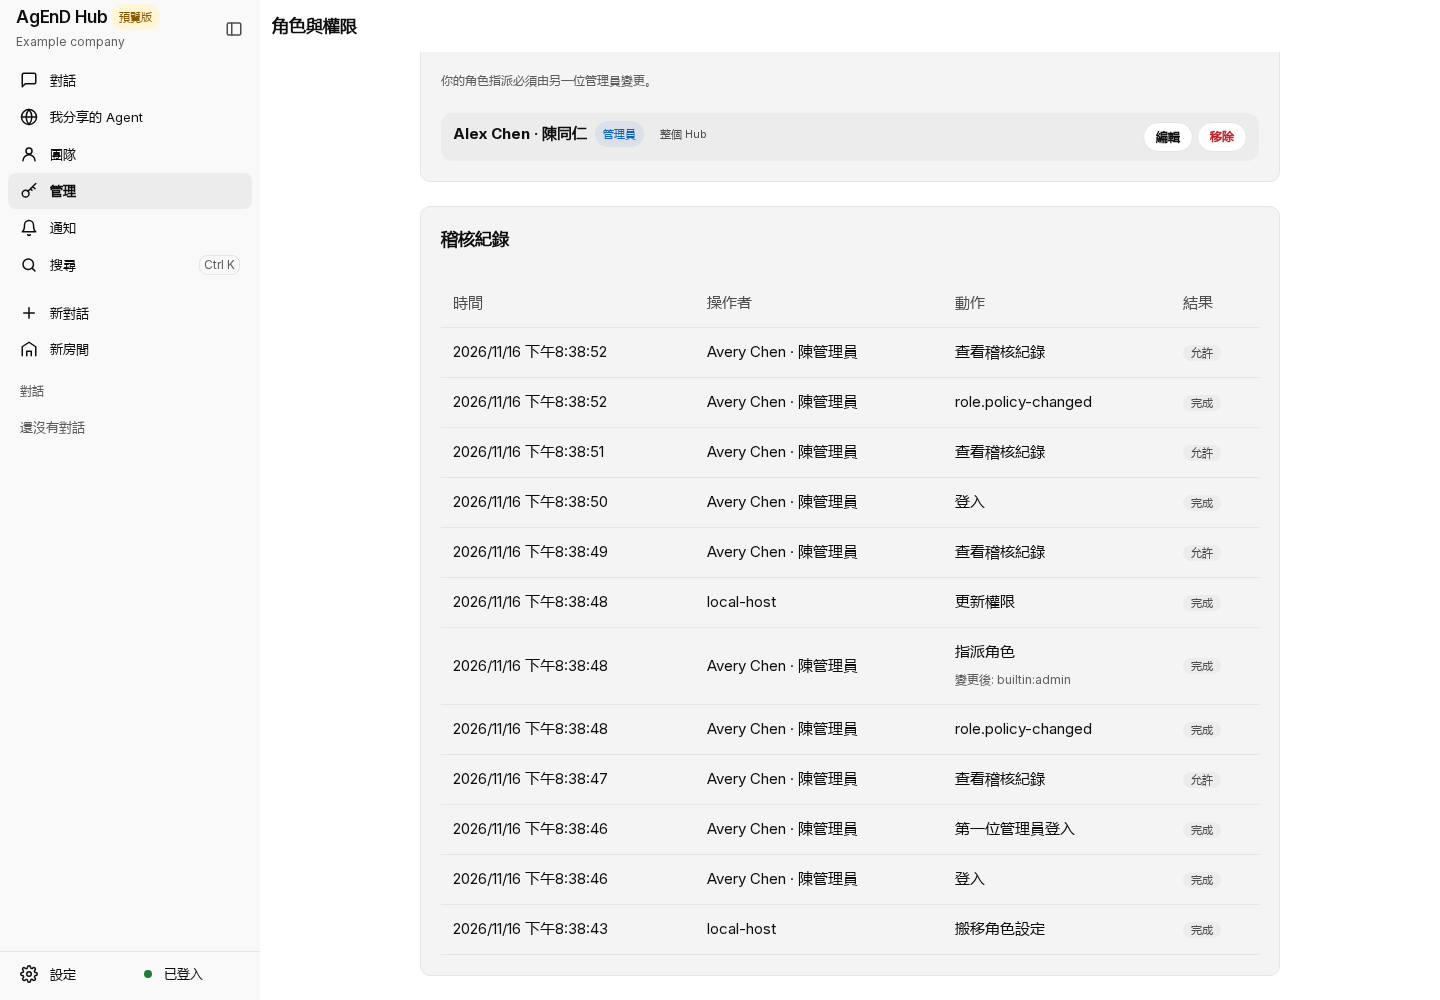 AgEnD Hub 預覽版
Example company
對話
我分享的 Agent
團隊
管理
通知
搜尋 Ctrl K
新對話
新房間
對話
還沒有對話
設定 已登入
角色與權限
你的角色指派必須由另一位管理員變更。
Alex Chen · 陳同仁 管理員 整個 Hub 編輯 移除
稽核紀錄
時間 操作者 動作 結果
2026/11/16 下午8:38:52 Avery Chen · 陳管理員 查看稽核紀錄 允許
2026/11/16 下午8:38:52 Avery Chen · 陳管理員 role.policy-changed 完成
2026/11/16 下午8:38:51 Avery Chen · 陳管理員 查看稽核紀錄 允許
2026/11/16 下午8:38:50 Avery Chen · 陳管理員 登入 完成
2026/11/16 下午8:38:49 Avery Chen · 陳管理員 查看稽核紀錄 允許
2026/11/16 下午8:38:48 local-host 更新權限 完成
2026/11/16 下午8:38:48 Avery Chen · 陳管理員 指派角色 完成
變更後: builtin:admin
2026/11/16 下午8:38:48 Avery Chen · 陳管理員 role.policy-changed 完成
2026/11/16 下午8:38:47 Avery Chen · 陳管理員 查看稽核紀錄 允許
2026/11/16 下午8:38:46 Avery Chen · 陳管理員 第一位管理員登入 完成
2026/11/16 下午8:38:46 Avery Chen · 陳管理員 登入 完成
2026/11/16 下午8:38:43 local-host 搬移角色設定 完成